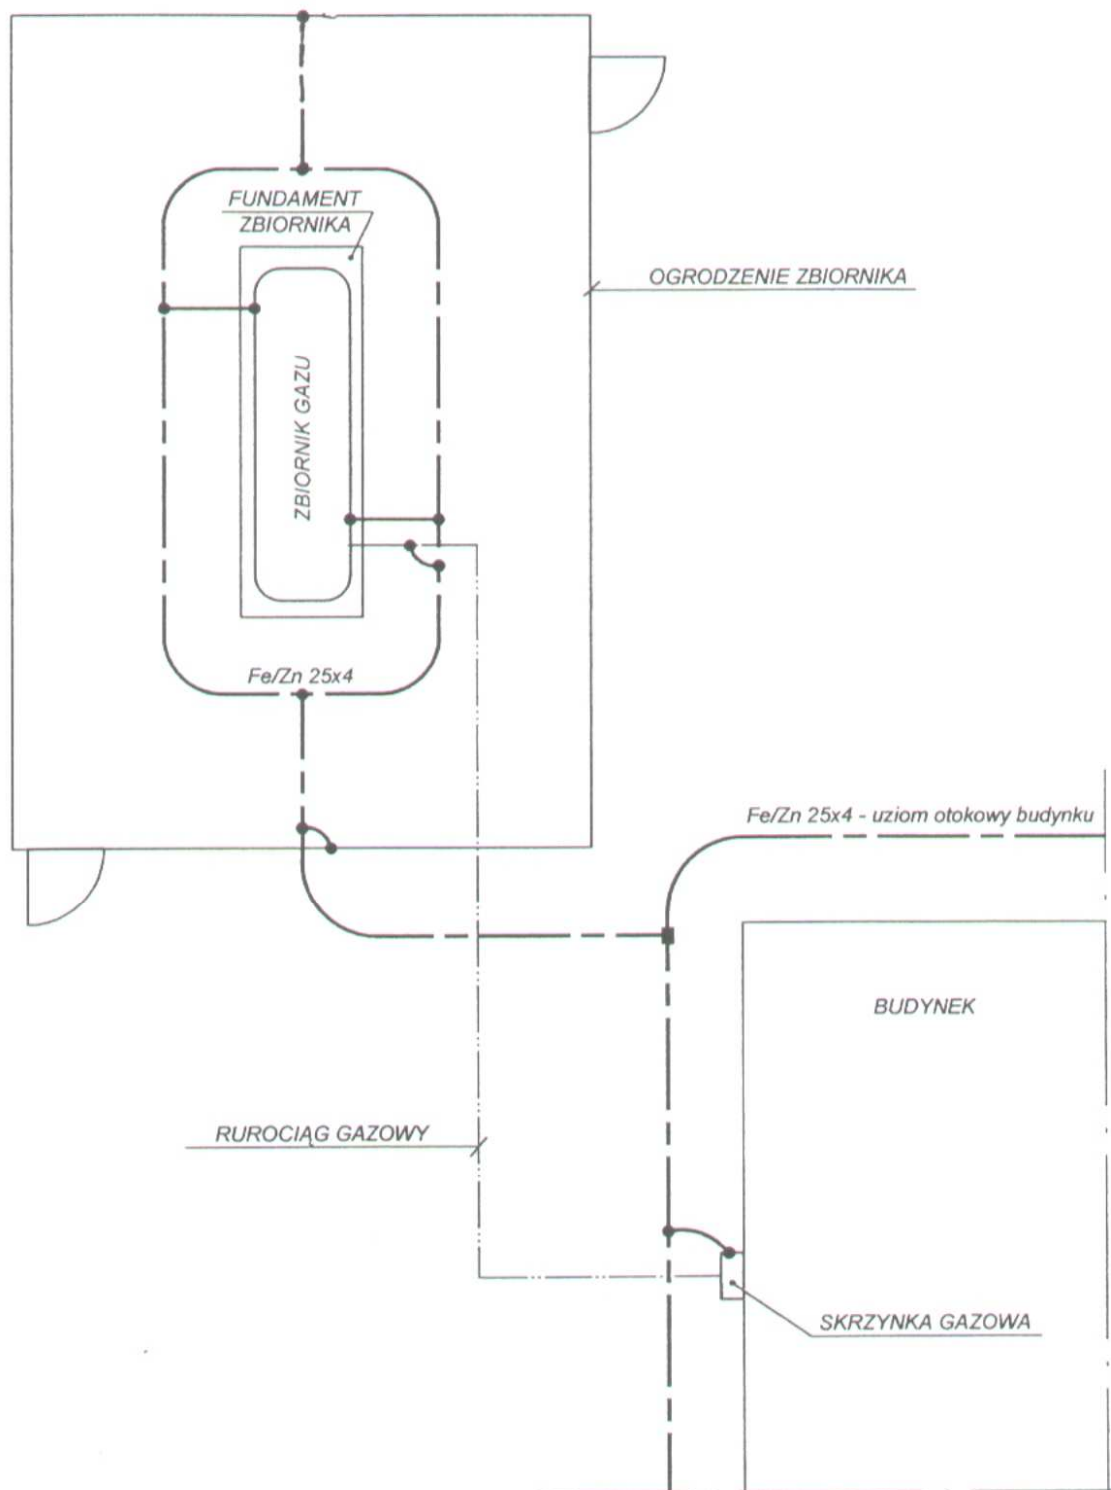 FUNDAMENT
ZBIORNIKA
OGRODZENIE ZBIORNIKA
ZBIORNIK GAZU
Fe/Zn 25x4
Fe/Zn 25x4 - uziom otokowy budynku
BUDYNEK
RUROCIĄG GAZOWY
SKRZYNKA GAZOWA